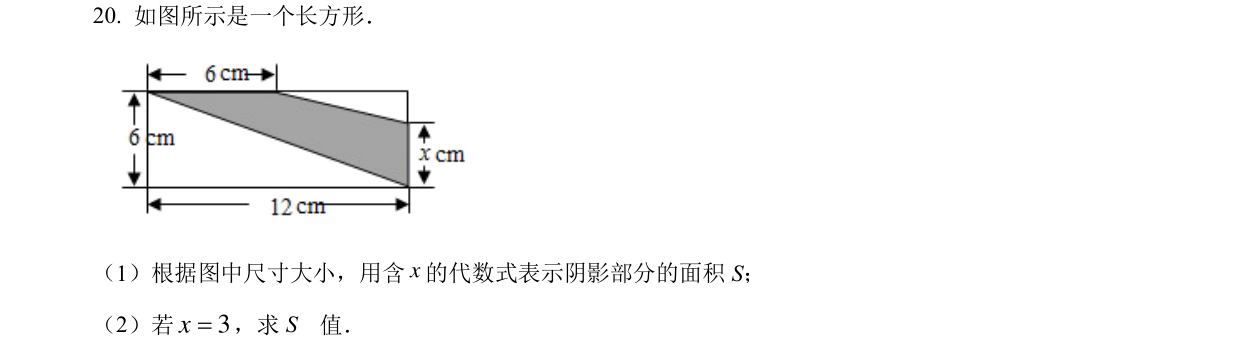 20. 如图所示是一个长方形．
6 cm
6 cm
x cm
12 cm
（1）根据图中尺寸大小，用含 x 的代数式表示阴影部分的面积 S；
（2）若 x = 3，求 S 值．